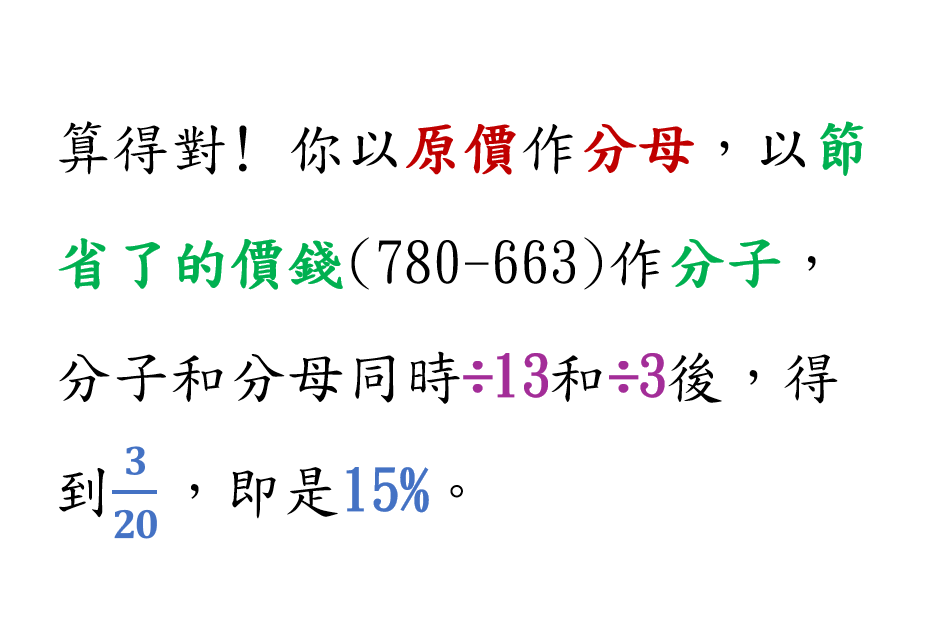 算得對！你以原價作分母，以節
省了的價錢(780-663)作分子，
分子和分母同時÷13和÷3後，得
到3/20，即是15%。